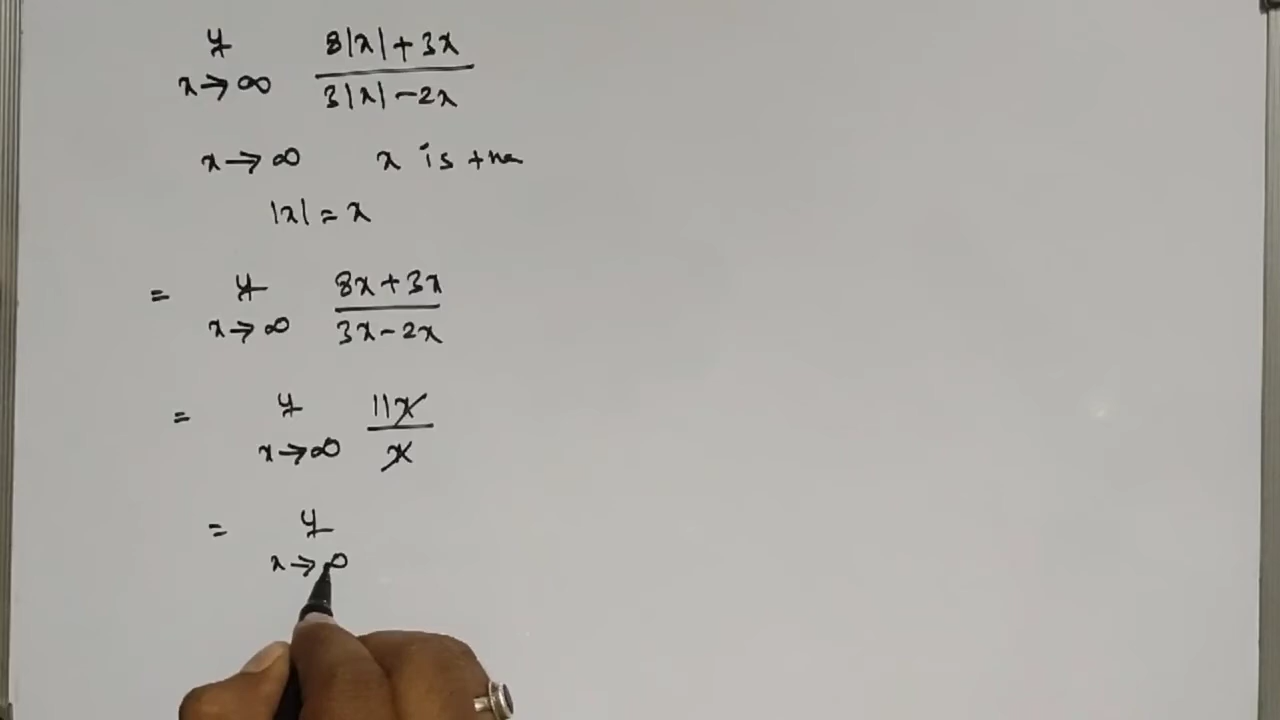 Lt x→∞ (8|x|+3x)/(3|x|-2x)
x→∞ x is +ve
|x| = x
= Lt x→∞ (8x+3x)/(3x-2x)
= Lt x→∞ 11x/x
= Lt x→∞